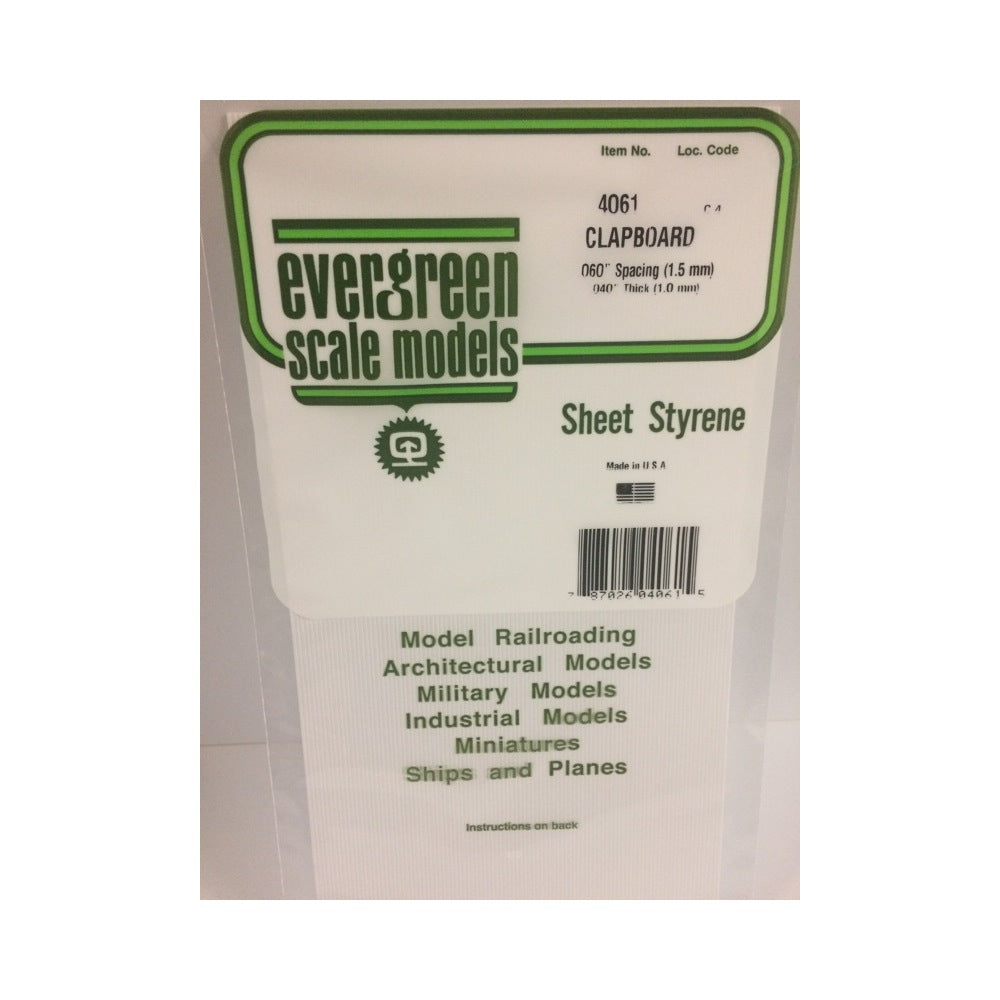 Item No. Loc. Code
4061
CLAPBOARD
.060" Spacing (1.5 mm)
.040" Thick (1.0 mm)
evergreen
scale models
Sheet Styrene
Made in U.S.A.
7 87026 04061 5
Model Railroading
Architectural Models
Military Models
Industrial Models
Miniatures
Ships and Planes
Instructions on back